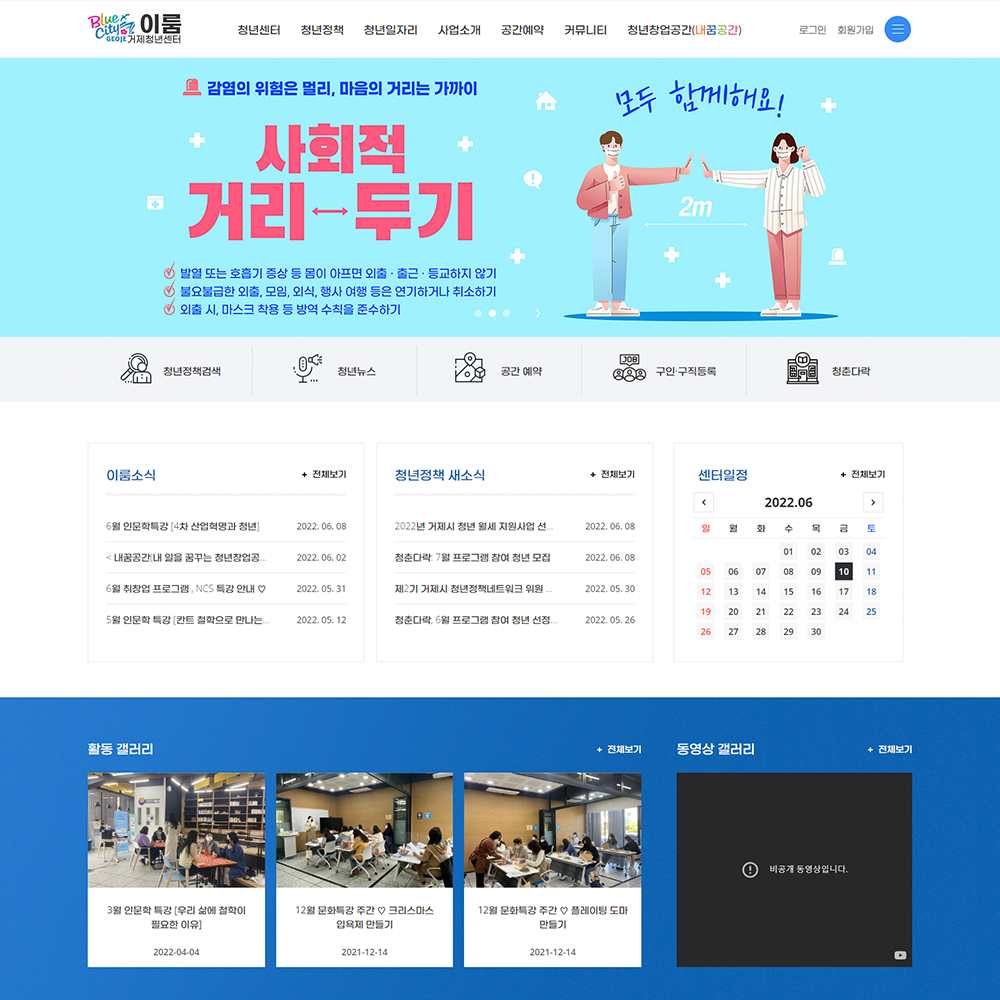 Blue City GEOJE
이룸
거제청년센터
청년센터 청년정책 청년일자리 사업소개 공간예약 커뮤니티 청년창업공간(내꿈공간)
로그인 회원가입
감염의 위험은 멀리, 마음의 거리는 가까이
사회적
거리↔두기
발열 또는 호흡기 증상 등 몸이 아프면 외출 · 출근 · 등교하지 않기
불요불급한 외출, 모임, 외식, 행사 여행 등은 연기하거나 취소하기
외출 시, 마스크 착용 등 방역 수칙을 준수하기
모두 함께해요!
2m
청년정책검색
청년뉴스
공간 예약
JOB
구인·구직등록
청춘다락
이룸소식 + 전체보기
6월 인문학특강 [4차 산업혁명과 청년] 2022. 06. 08
< 내꿈공간(내 일을 꿈꾸는 청년창업공... 2022. 06. 02
6월 취창업 프로그램 , NCS 특강 안내 ♡ 2022. 05. 31
5월 인문학 특강 [칸트 철학으로 만나는... 2022. 05. 12
청년정책 새소식 + 전체보기
2022년 거제시 청년 월세 지원사업 선... 2022. 06. 08
청춘다락. 7월 프로그램 참여 청년 모집 2022. 06. 08
제2기 거제시 청년정책네트워크 위원 ... 2022. 05. 30
청춘다락. 6월 프로그램 참여 청년 선정... 2022. 05. 26
센터일정 + 전체보기
‹ 2022.06 ›
일 월 화 수 목 금 토
01 02 03 04
05 06 07 08 09 10 11
12 13 14 15 16 17 18
19 20 21 22 23 24 25
26 27 28 29 30
활동 갤러리 + 전체보기
3월 인문학 특강 [우리 삶에 철학이
필요한 이유]
2022-04-04
12월 문화특강 주간 ♡ 크리스마스
입욕제 만들기
2021-12-14
12월 문화특강 주간 ♡ 플레이팅 도마
만들기
2021-12-14
동영상 갤러리 + 전체보기
비공개 동영상입니다.